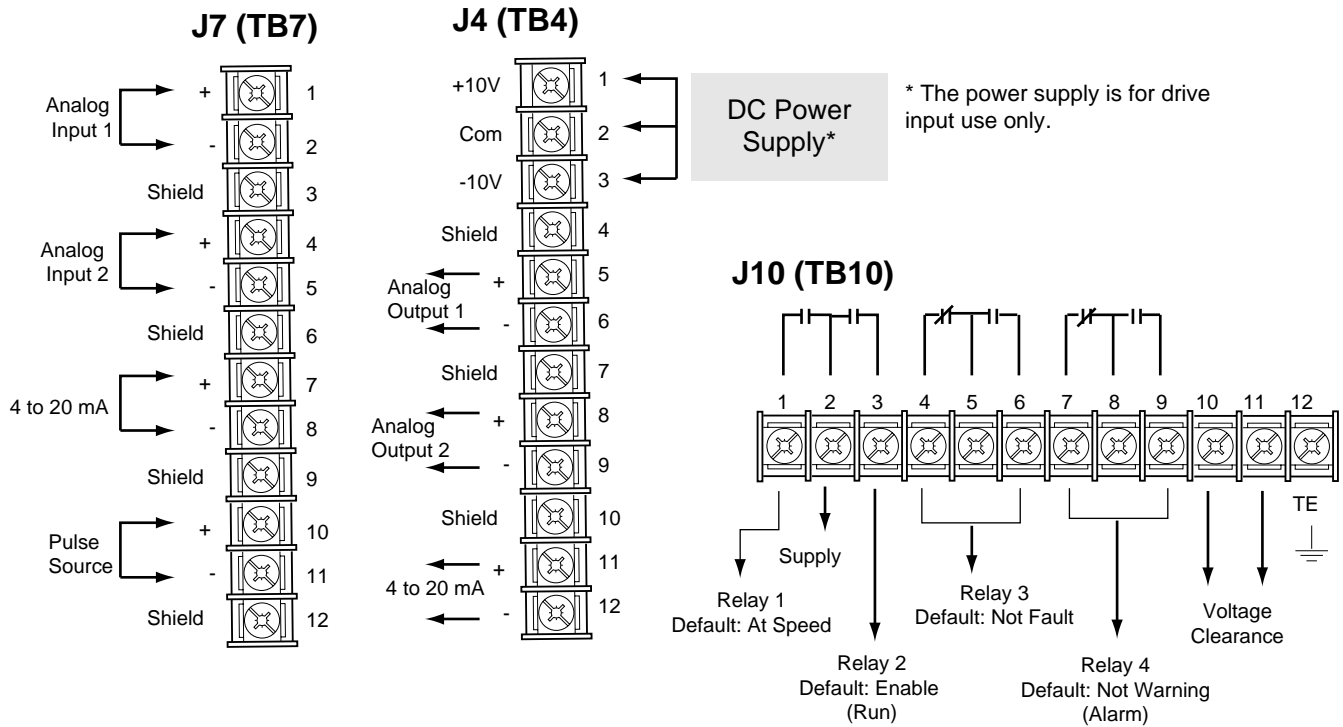 J7 (TB7)
Analog
Input 1
+ 1
- 2
Shield 3
Analog
Input 2
+ 4
- 5
Shield 6
4 to 20 mA
+ 7
- 8
Shield 9
Pulse
Source
+ 10
- 11
Shield 12
J4 (TB4)
+10V 1
Com 2
-10V 3
Shield 4
Analog
Output 1
+ 5
- 6
Shield 7
Analog
Output 2
+ 8
- 9
Shield 10
4 to 20 mA
+ 11
- 12
DC Power
Supply*
* The power supply is for drive
input use only.
J10 (TB10)
1 2 3 4 5 6 7 8 9 10 11 12
TE
Supply
Relay 1
Default: At Speed
Relay 3
Default: Not Fault
Voltage
Clearance
Relay 2
Default: Enable
(Run)
Relay 4
Default: Not Warning
(Alarm)